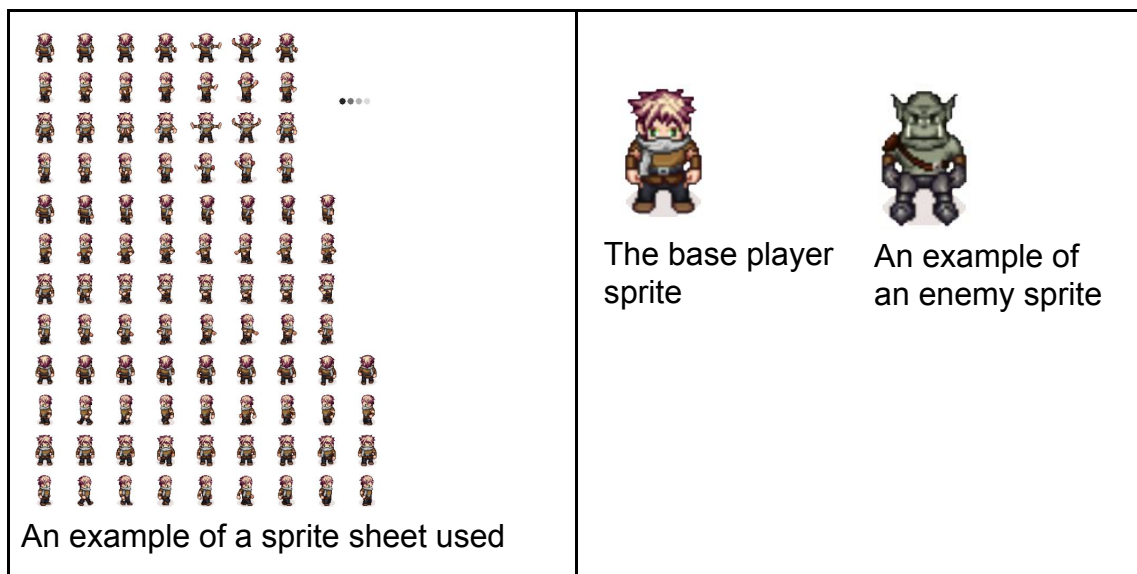 An example of a sprite sheet used
The base player
sprite
An example of
an enemy sprite